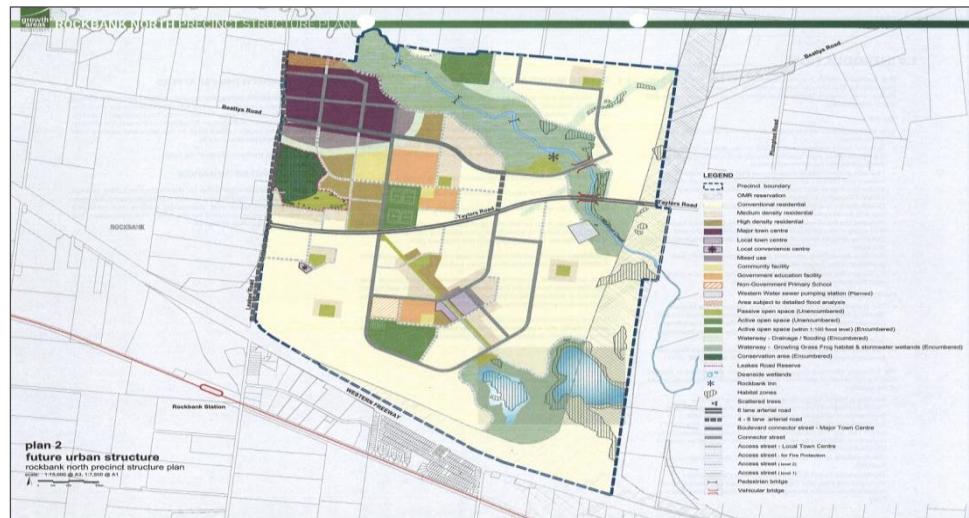 growth areas
ROCKBANK NORTH PRECINCT STRUCTURE PLAN
Beattys Road
Beattys Road
Plumpton Road
Taylors Road
Taylors Road
ROCKBANK
Leakes Road
WESTERN FREEWAY
Rockbank Station
LEGEND
Precinct boundary
OMR reservation
Conventional residential
Medium density residential
High density residential
Major town centre
Local town centre
Local convenience centre
Mixed use
Community facility
Government education facility
Non-Government Primary School
Western Water sewer pumping station (Planned)
Area subject to detailed flood analysis
Passive open space (Unencumbered)
Active open space (Unencumbered)
Active open space (within 1:100 flood level) (Encumbered)
Waterway - Drainage / flooding (Encumbered)
Waterway - Growling Grass Frog habitat & stormwater wetlands (Encumbered)
Conservation area (Encumbered)
Leakes Road Reserve
Deanside wetlands
Rockbank Inn
Habitat zones
Scattered trees
6 lane arterial road
4 - 6 lane arterial road
Boulevard connector street - Major Town Centre
Connector street
Access street - Local Town Centre
Access street - for Fire Protection
Access street (level 2)
Access street (level 1)
Pedestrian bridge
Vehicular bridge
plan 2
future urban structure
rockbank north precinct structure plan